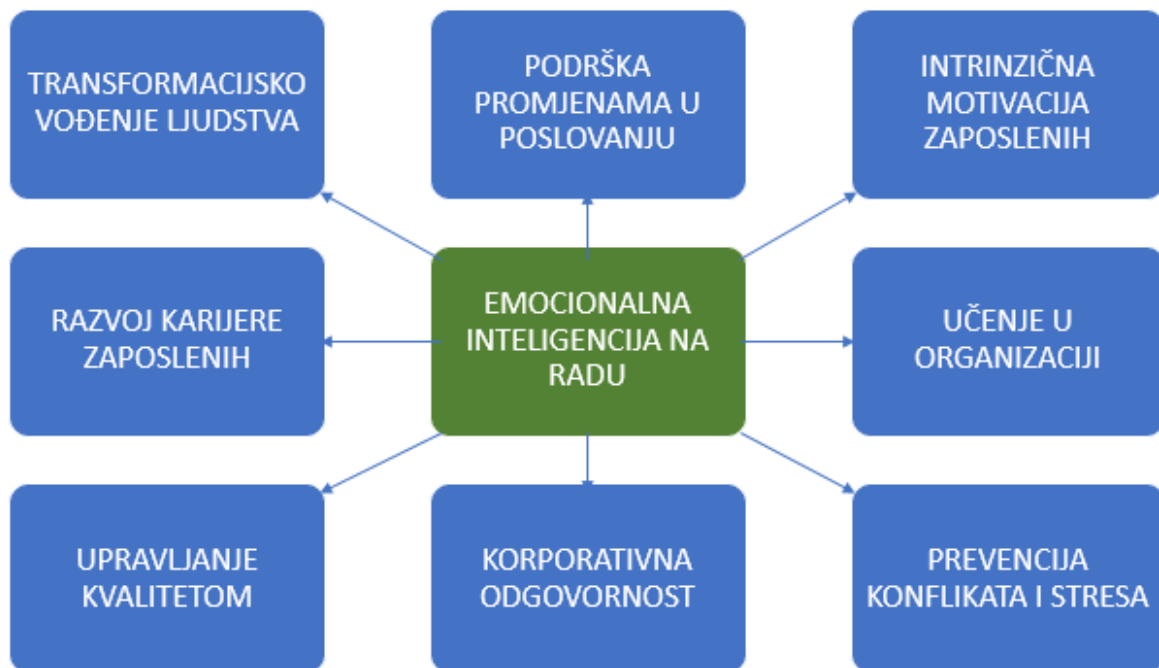 TRANSFORMACIJSKO
VOĐENJE LJUDSTVA
PODRŠKA
PROMJENAMA U
POSLOVANJU
INTRINZIČNA
MOTIVACIJA
ZAPOSLENIH
RAZVOJ KARIJERE
ZAPOSLENIH
EMOCIONALNA
INTELIGENCIJA NA
RADU
UČENJE U
ORGANIZACIJI
UPRAVLJANJE
KVALITETOM
KORPORATIVNA
ODGOVORNOST
PREVENCIJA
KONFLIKATA I STRESA